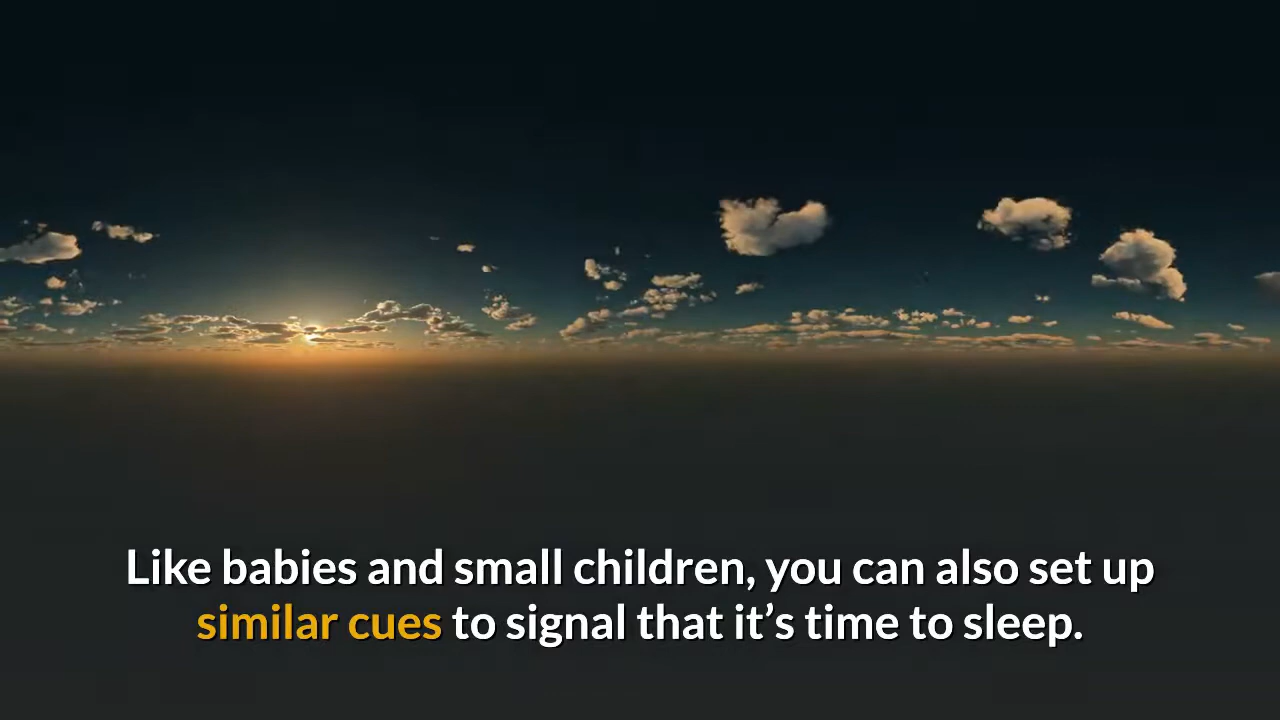 Like babies and small children, you can also set up
similar cues to signal that it’s time to sleep.